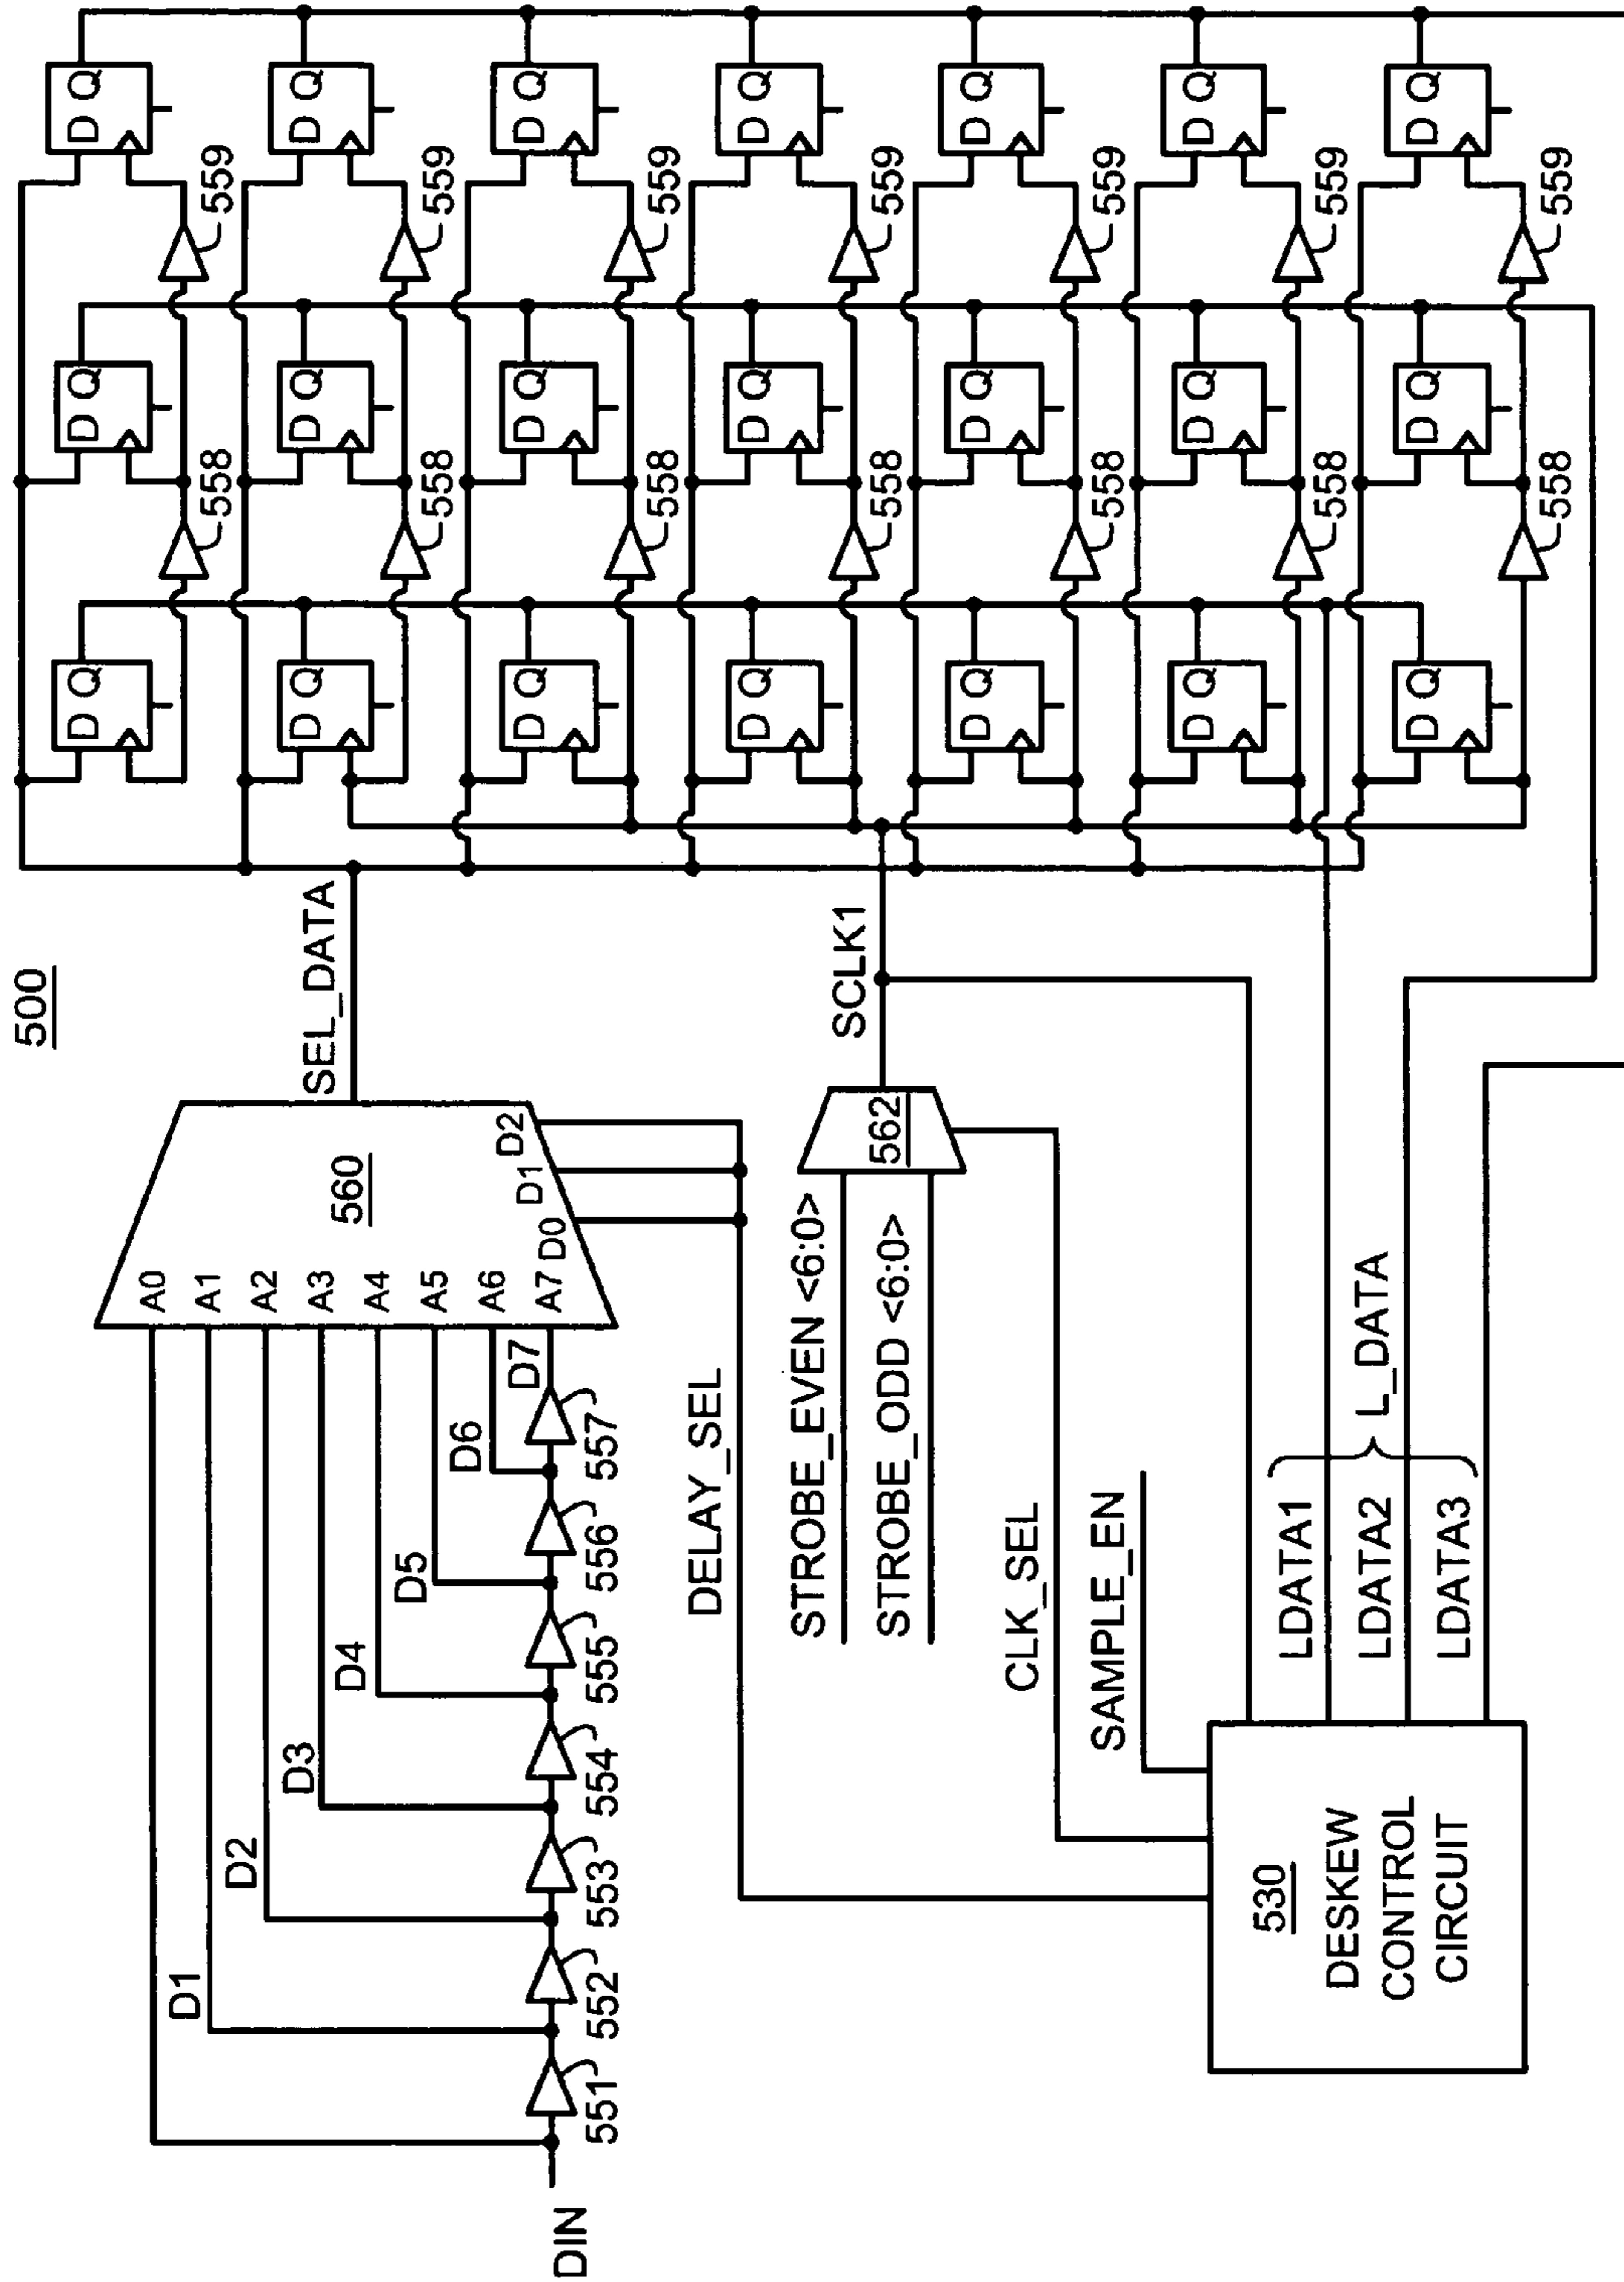 500
DIN
551
552
553
554
555
556
557
D1
D2
D3
D4
D5
D6
D7
A0
A1
A2
A3
A4
A5
A6
A7
560
D0
D1
D2
SEL_DATA
DELAY_SEL
STROBE_EVEN <6:0>
STROBE_ODD <6:0>
562
SCLK1
CLK_SEL
SAMPLE_EN
530
DESKEW
CONTROL
CIRCUIT
LDATA1
LDATA2
LDATA3
L_DATA
D Q
D Q
D Q
558
559
D Q
D Q
D Q
558
559
D Q
D Q
D Q
558
559
D Q
D Q
D Q
558
559
D Q
D Q
D Q
558
559
D Q
D Q
D Q
558
559
D Q
D Q
D Q
558
559